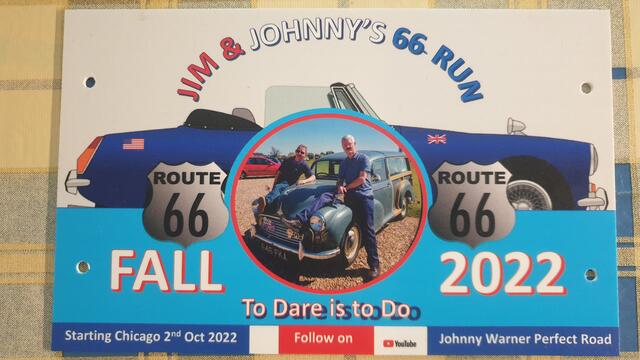 JIM & JOHNNY'S 66 RUN
ROUTE
66
ROUTE
66
FALL
2022
To Dare is to Do
Starting Chicago 2nd Oct 2022
Follow on
YouTube
Johnny Warner Perfect Road